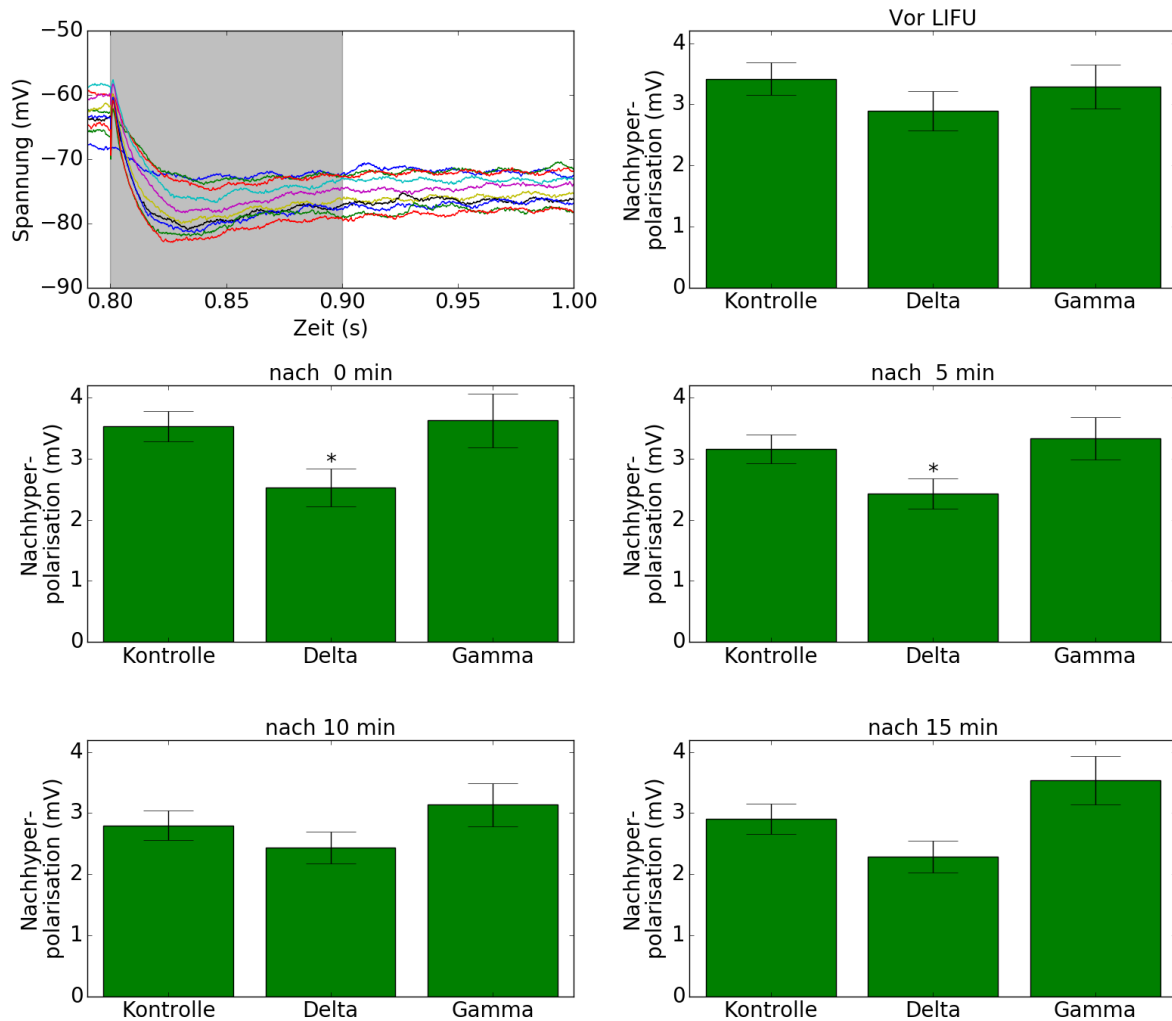 −50
−60
−70
−80
−90
Spannung (mV)
0.80
0.85
0.90
0.95
1.00
Zeit (s)
Vor LIFU
4
3
2
1
0
Nachhyper-
polarisation (mV)
Kontrolle
Delta
Gamma
nach 0 min
4
3
2
1
0
Nachhyper-
polarisation (mV)
*
Kontrolle
Delta
Gamma
nach 5 min
4
3
2
1
0
Nachhyper-
polarisation (mV)
*
Kontrolle
Delta
Gamma
nach 10 min
4
3
2
1
0
Nachhyper-
polarisation (mV)
Kontrolle
Delta
Gamma
nach 15 min
4
3
2
1
0
Nachhyper-
polarisation (mV)
Kontrolle
Delta
Gamma